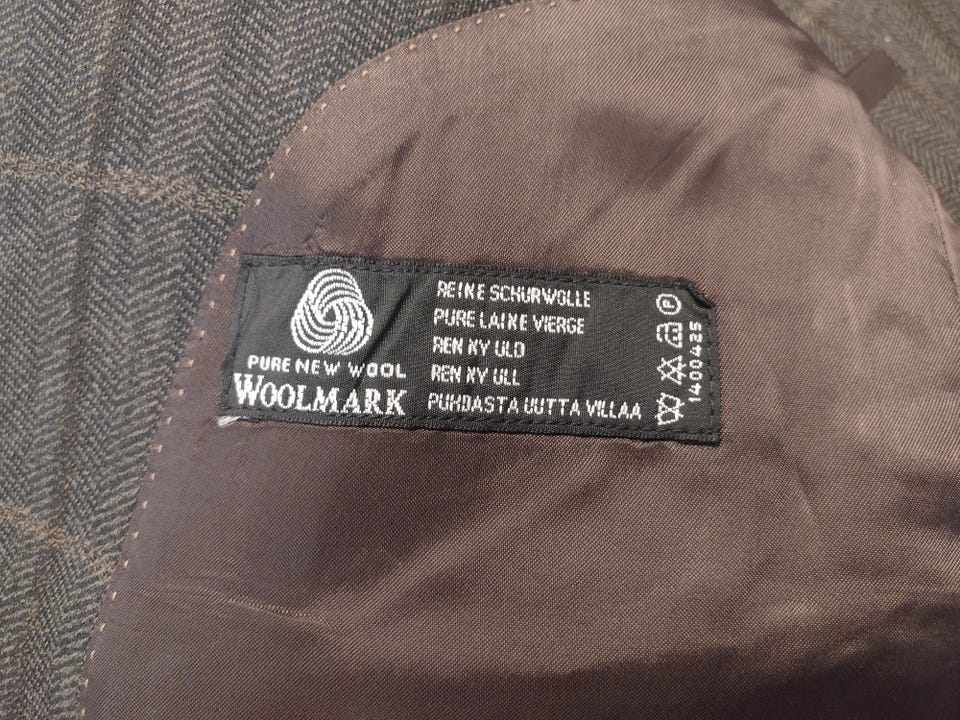 PURE NEW WOOL
WOOLMARK
REINE SCHURWOLLE
PURE LAINE VIERGE
REN NY ULD
REN NY ULL
PUHDASTA UUTTA VILLAA
P
1400425